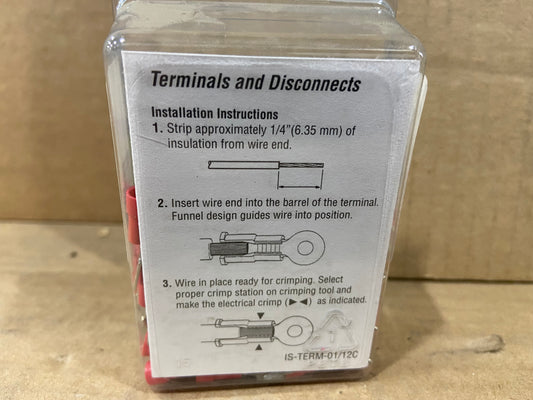 Terminals and Disconnects
Installation Instructions
1. Strip approximately 1/4”(6.35 mm) of
insulation from wire end.
2. Insert wire end into the barrel of the terminal.
Funnel design guides wire into position.
3. Wire in place ready for crimping. Select
proper crimp station on crimping tool and
make the electrical crimp (►◄) as indicated.
IS-TERM-01/12C